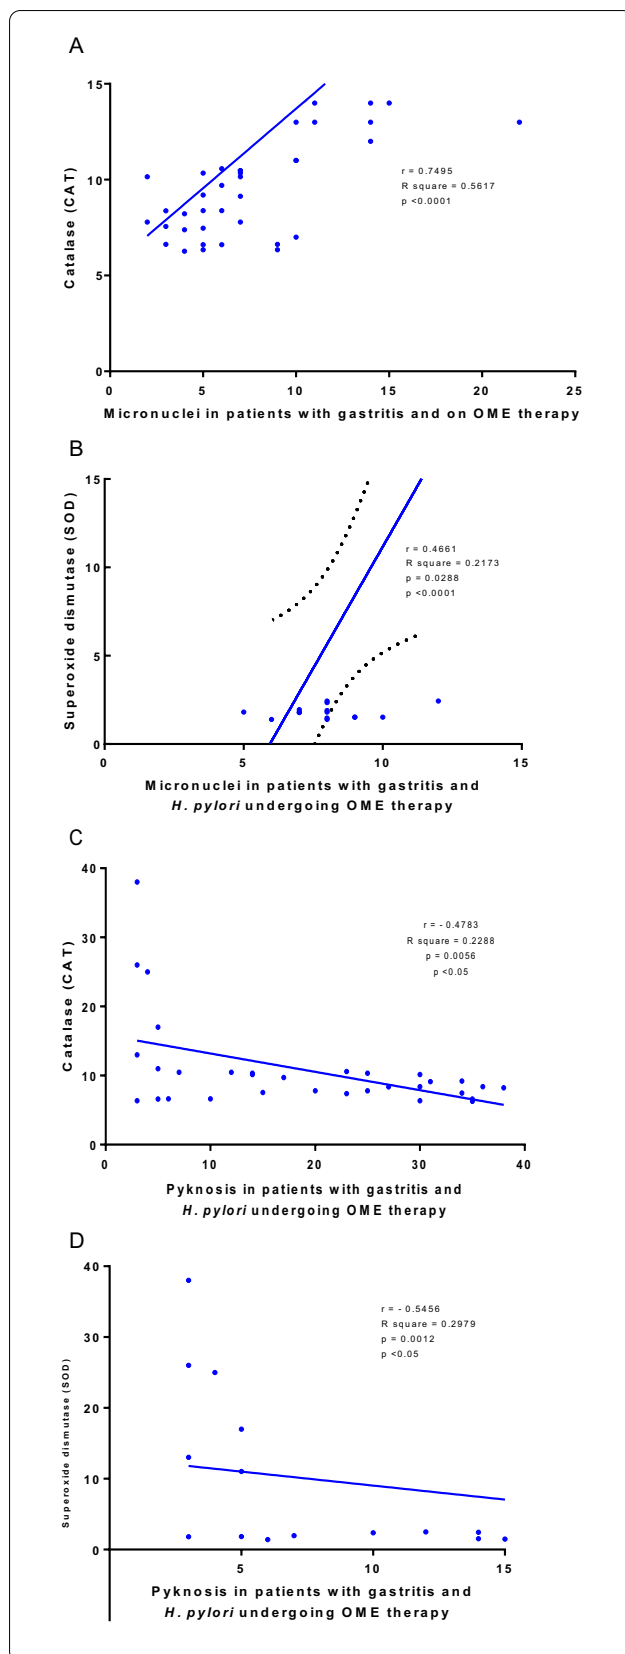 A
15
10
5
0
Catalase (CAT)
r = 0.7495
R square = 0.5617
p <0.0001
0 5 10 15 20 25
Micronuclei in patients with gastritis and on OME therapy
B
15
10
5
0
Superoxide dismutase (SOD)
r = 0.4661
R square = 0.2173
p = 0.0288
p <0.0001
0 5 10 15
Micronuclei in patients with gastritis and
H. pylori undergoing OME therapy
C
40
30
20
10
0
Catalase (CAT)
r = - 0.4783
R square = 0.2288
p = 0.0056
p <0.05
0 10 20 30 40
Pyknosis in patients with gastritis and
H. pylori undergoing OME therapy
D
40
30
20
10
0
Superoxide dismutase (SOD)
r = - 0.5456
R square = 0.2979
p = 0.0012
p <0.05
5 10 15
Pyknosis in patients with gastritis and
H. pylori undergoing OME therapy